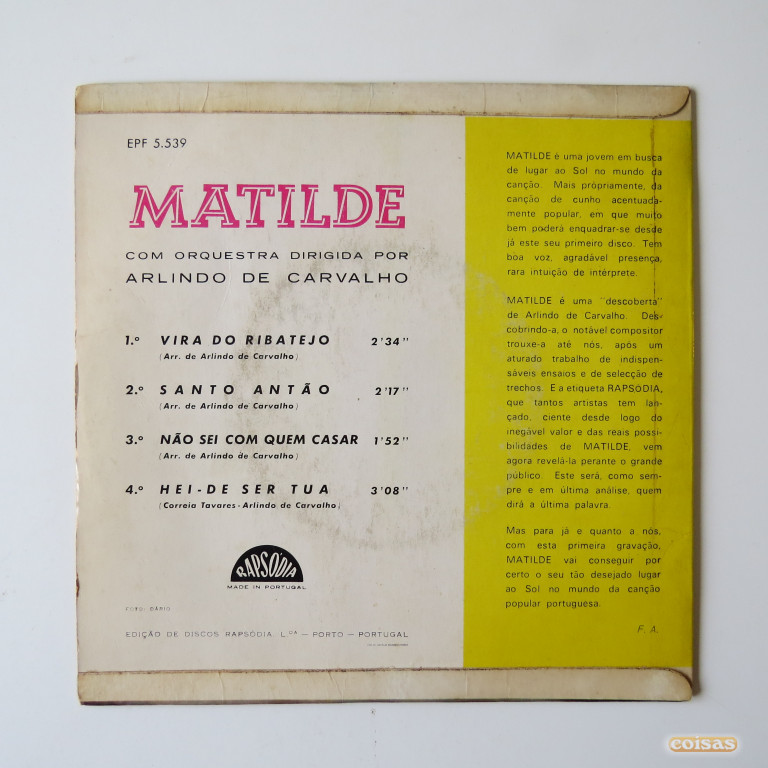 EPF 5.539
MATILDE
COM ORQUESTRA DIRIGIDA POR
ARLINDO DE CARVALHO
1.º VIRA DO RIBATEJO 2'34''
(Arr. de Arlindo de Carvalho)
2.º SANTO ANTÃO 2'17''
(Arr. de Arlindo de Carvalho)
3.º NÃO SEI COM QUEM CASAR 1'52''
(Arr. de Arlindo de Carvalho)
4.º HEI-DE SER TUA 3'08''
(Correia Tavares - Arlindo de Carvalho)
RAPSÓDIA
MADE IN PORTUGAL
FOTO: DÁRIO
EDIÇÃO DE DISCOS RAPSÓDIA L.DA – PORTO – PORTUGAL
MATILDE é uma jovem em busca
de lugar ao Sol no mundo da
canção. Mais própriamente, da
canção de cunho acentuada-
mente popular, em que muito
bem poderá enquadrar-se desde
já este seu primeiro disco. Tem
boa voz, agradável presença,
rara intuição de intérprete.
MATILDE é uma "descoberta"
de Arlindo de Carvalho. Des-
cobrindo-a, o notável compositor
trouxe-a até nós, após um
aturado trabalho de indispen-
sáveis ensaios e de selecção de
trechos. E a etiqueta RAPSÓDIA,
que tantos artistas tem lan-
çado, ciente desde logo do
inegável valor e das reais possi-
bilidades de MATILDE, vem
agora revelá-la perante o grande
público. Este será, como sem-
pre e em última análise, quem
dirá a última palavra.
Mas para já e quanto a nós,
com esta primeira gravação,
MATILDE vai conseguir por
certo o seu tão desejado lugar
ao Sol no mundo da canção
popular portuguesa.
F. A.
coisas